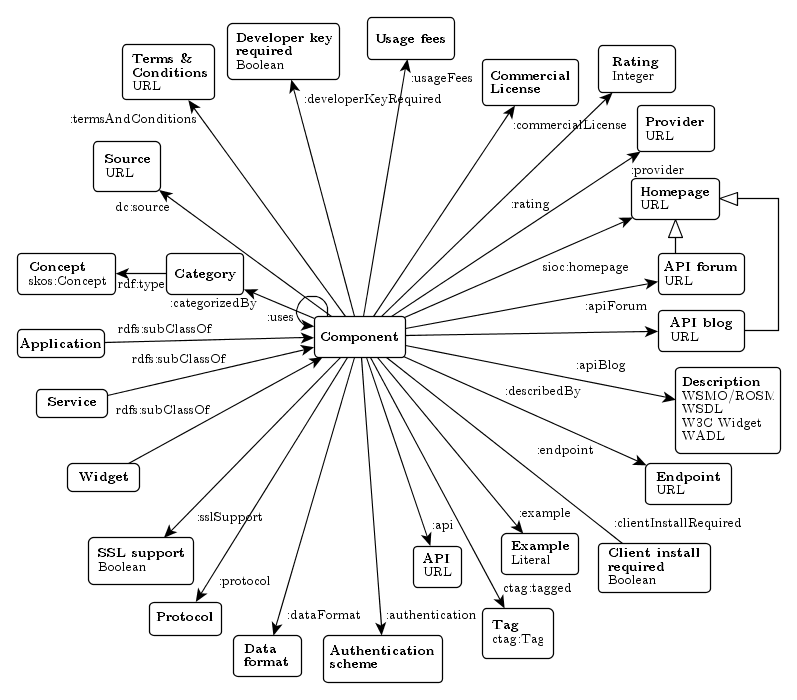 Developer key
required
Boolean
Usage fees
Terms &
Conditions
URL
Commercial
License
Rating
Integer
:usageFees
:developerKeyRequired
:termsAndConditions
:commercialLicense
Provider
URL
Source
URL
:provider
Homepage
URL
dc:source
:rating
Concept
skos:Concept
rdf:type
Category
sioc:homepage
API forum
URL
:categorizedBy
:uses
:apiForum
Application
rdfs:subClassOf
Component
API blog
URL
rdfs:subClassOf
:apiBlog
Service
rdfs:subClassOf
:describedBy
Description
WSMO/ROSM
WSDL
W3C Widget
WADL
Widget
:endpoint
Endpoint
URL
:sslSupport
:api
:example
:clientInstallRequired
SSL support
Boolean
API
URL
Example
Literal
Client install
required
Boolean
:protocol
ctag:tagged
Protocol
:dataFormat
:authentication
Tag
ctag:Tag
Data
format
Authentication
scheme